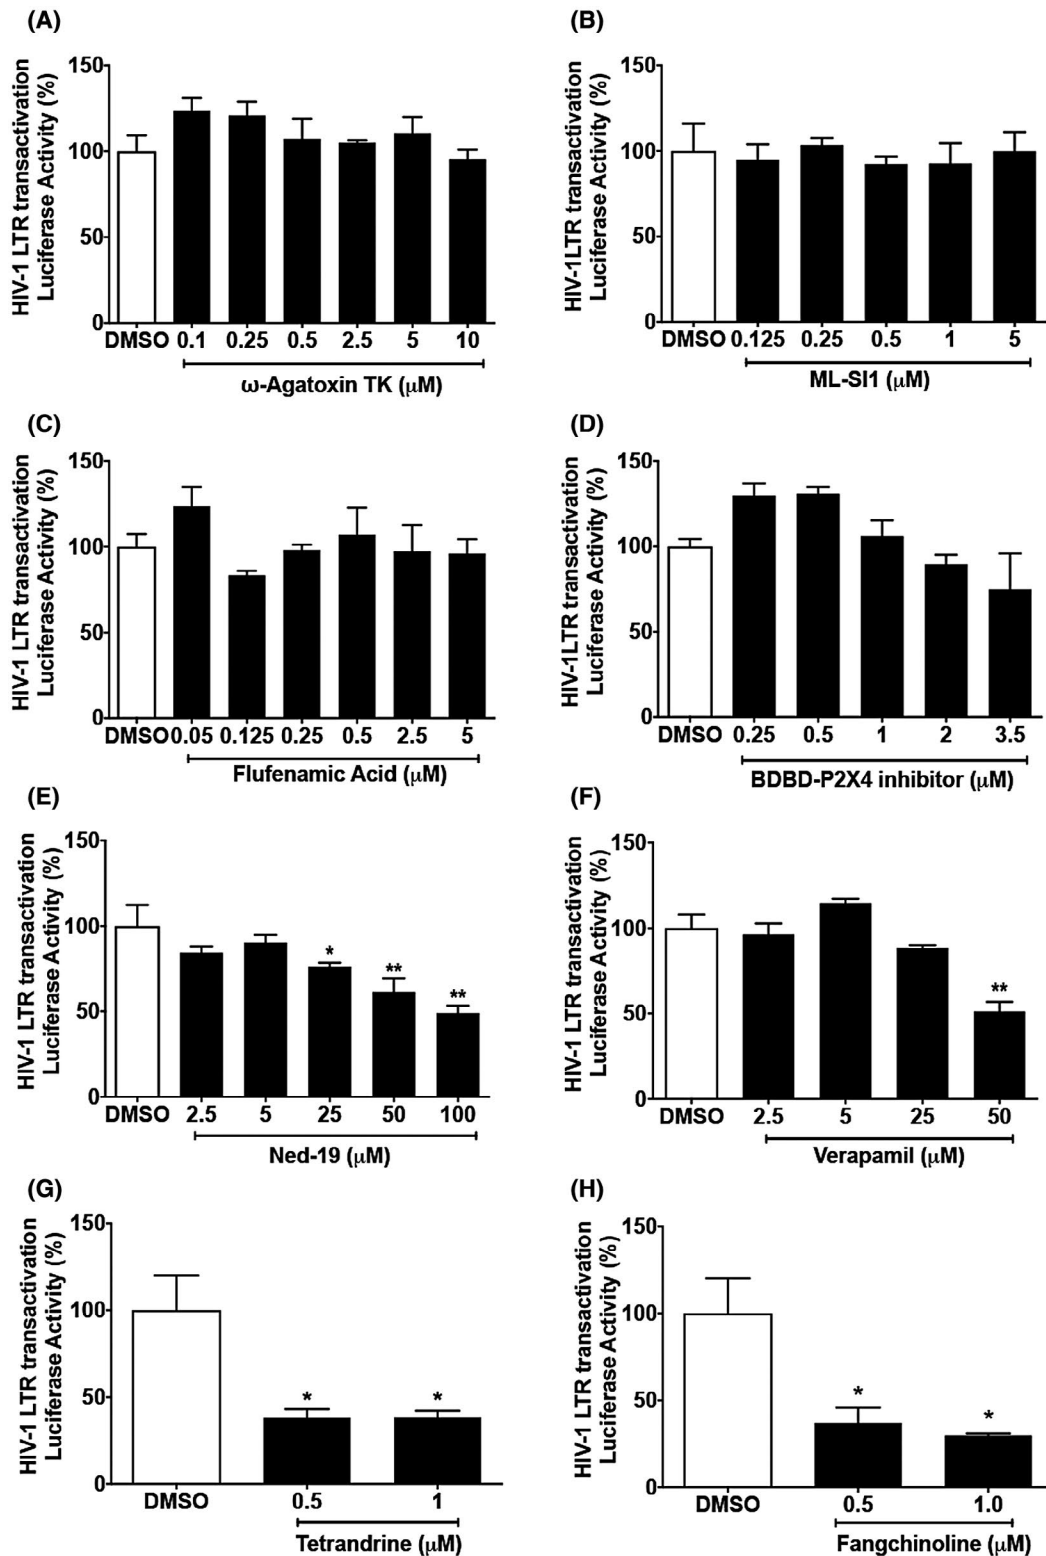 (A)
HIV-1 LTR transactivation
Luciferase Activity (%)
150
100
50
0
DMSO 0.1 0.25 0.5 2.5 5 10
ω-Agatoxin TK (μM)
(B)
HIV-1LTR transactivation
Luciferase Activity (%)
150
100
50
0
DMSO 0.125 0.25 0.5 1 5
ML-SI1 (μM)
(C)
HIV-1 LTR transactivation
Luciferase Activity (%)
150
100
50
0
DMSO 0.05 0.125 0.25 0.5 2.5 5
Flufenamic Acid (μM)
(D)
HIV-1LTR transactivation
Luciferase Activity (%)
150
100
50
0
DMSO 0.25 0.5 1 2 3.5
BDBD-P2X4 inhibitor (μM)
(E)
HIV-1 LTR transactivation
Luciferase Activity (%)
150
100
50
0
* ** **
DMSO 2.5 5 25 50 100
Ned-19 (μM)
(F)
HIV-1 LTR transactivation
Luciferase Activity (%)
150
100
50
0
**
DMSO 2.5 5 25 50
Verapamil (μM)
(G)
HIV-1 LTR transactivation
Luciferase Activity (%)
150
100
50
0
* *
DMSO 0.5 1
Tetrandrine (μM)
(H)
HIV-1 LTR transactivation
Luciferase Activity (%)
150
100
50
0
* *
DMSO 0.5 1.0
Fangchinoline (μM)